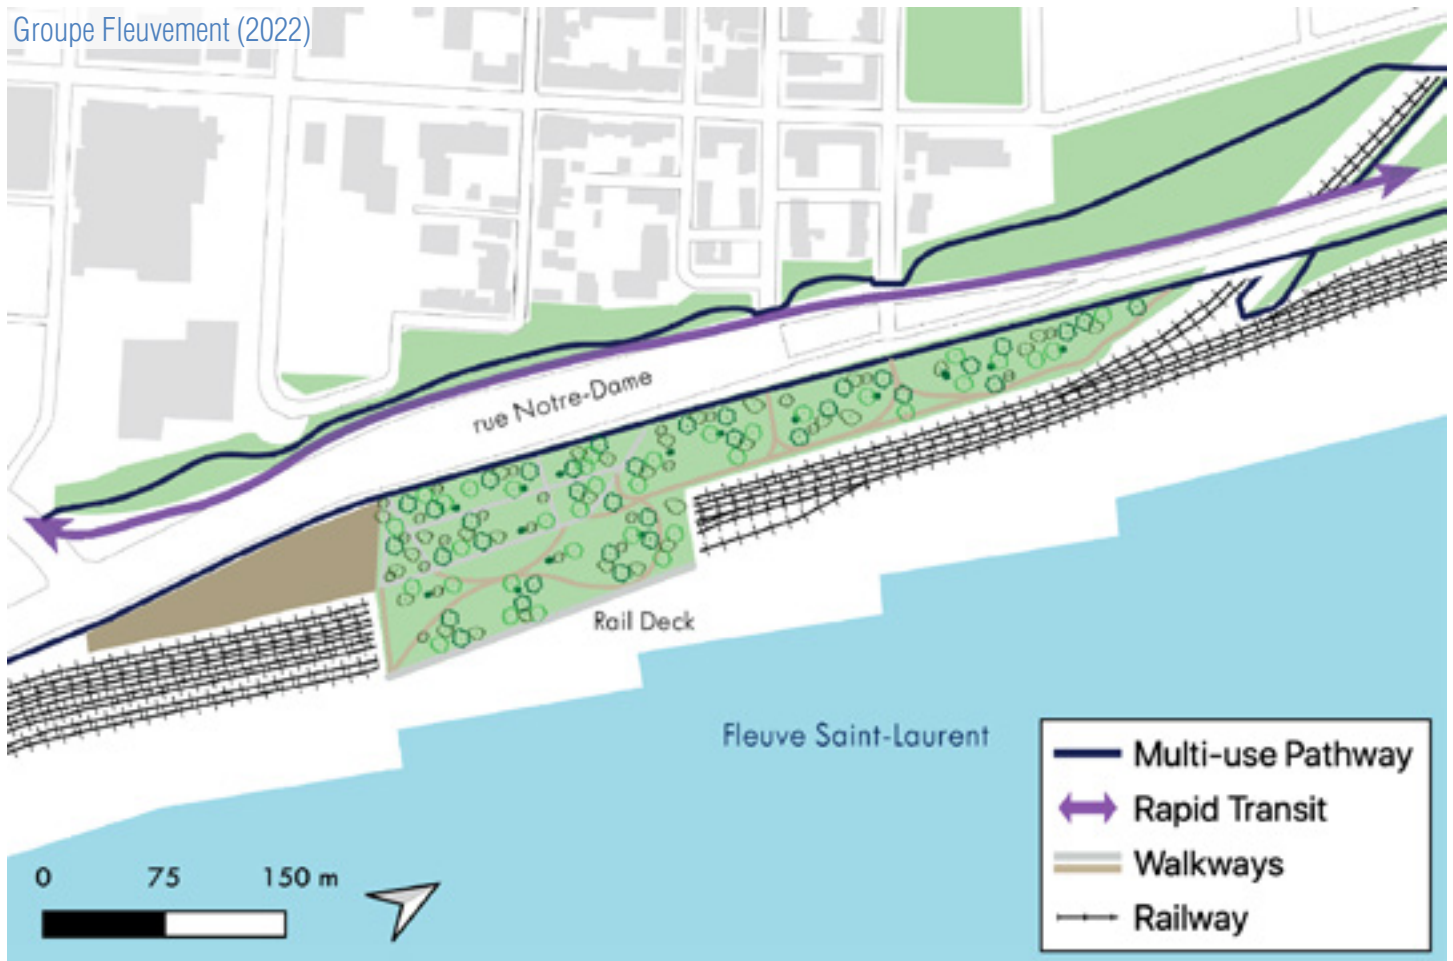 Groupe Fleuvement (2022)
rue Notre-Dame
Rail Deck
Fleuve Saint-Laurent
Multi-use Pathway
Rapid Transit
Walkways
Railway
0 75 150 m